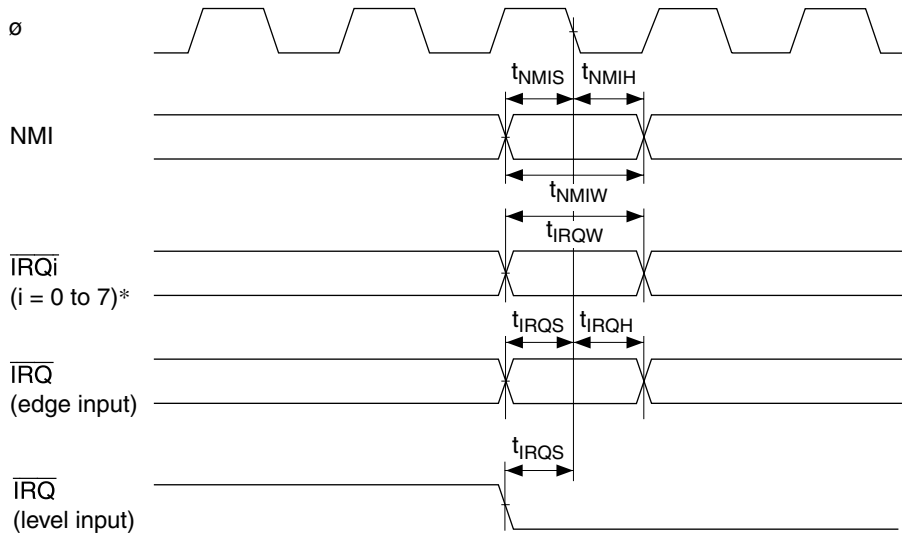 ø
tNMIS tNMIH
NMI
tNMIW
tIRQW
IRQi
(i = 0 to 7)*
tIRQS tIRQH
IRQ
(edge input)
tIRQS
IRQ
(level input)